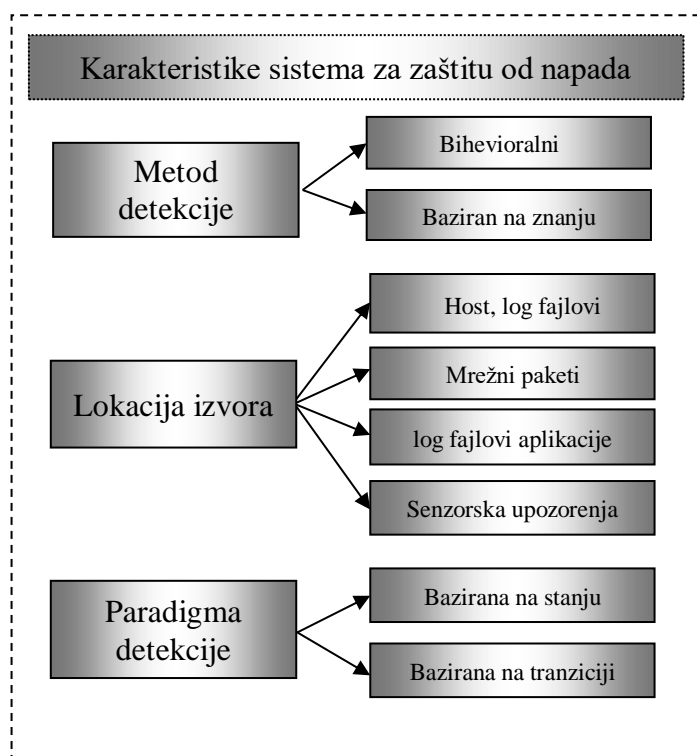 Karakteristike sistema za zaštitu od napada
Metod
detekcije
Bihevioralni
Baziran na znanju
Lokacija izvora
Host, log fajlovi
Mrežni paketi
log fajlovi aplikacije
Senzorska upozorenja
Paradigma
detekcije
Bazirana na stanju
Bazirana na tranziciji